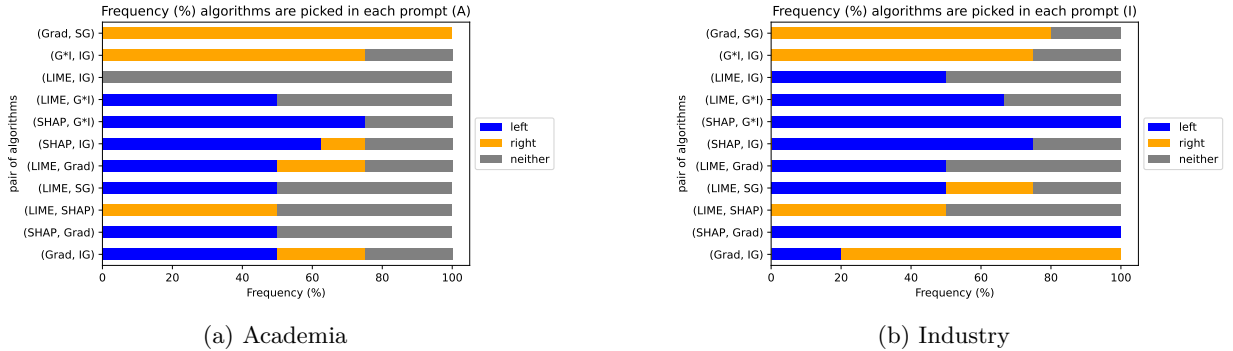 Frequency (%) algorithms are picked in each prompt (A)
pair of algorithms
(Grad, SG)
(G*I, IG)
(LIME, IG)
(LIME, G*I)
(SHAP, G*I)
(SHAP, IG)
(LIME, Grad)
(LIME, SG)
(LIME, SHAP)
(SHAP, Grad)
(Grad, IG)
0 20 40 60 80 100
Frequency (%)
left
right
neither
(a) Academia
Frequency (%) algorithms are picked in each prompt (I)
pair of algorithms
(Grad, SG)
(G*I, IG)
(LIME, IG)
(LIME, G*I)
(SHAP, G*I)
(SHAP, IG)
(LIME, Grad)
(LIME, SG)
(LIME, SHAP)
(SHAP, Grad)
(Grad, IG)
0 20 40 60 80 100
Frequency (%)
left
right
neither
(b) Industry